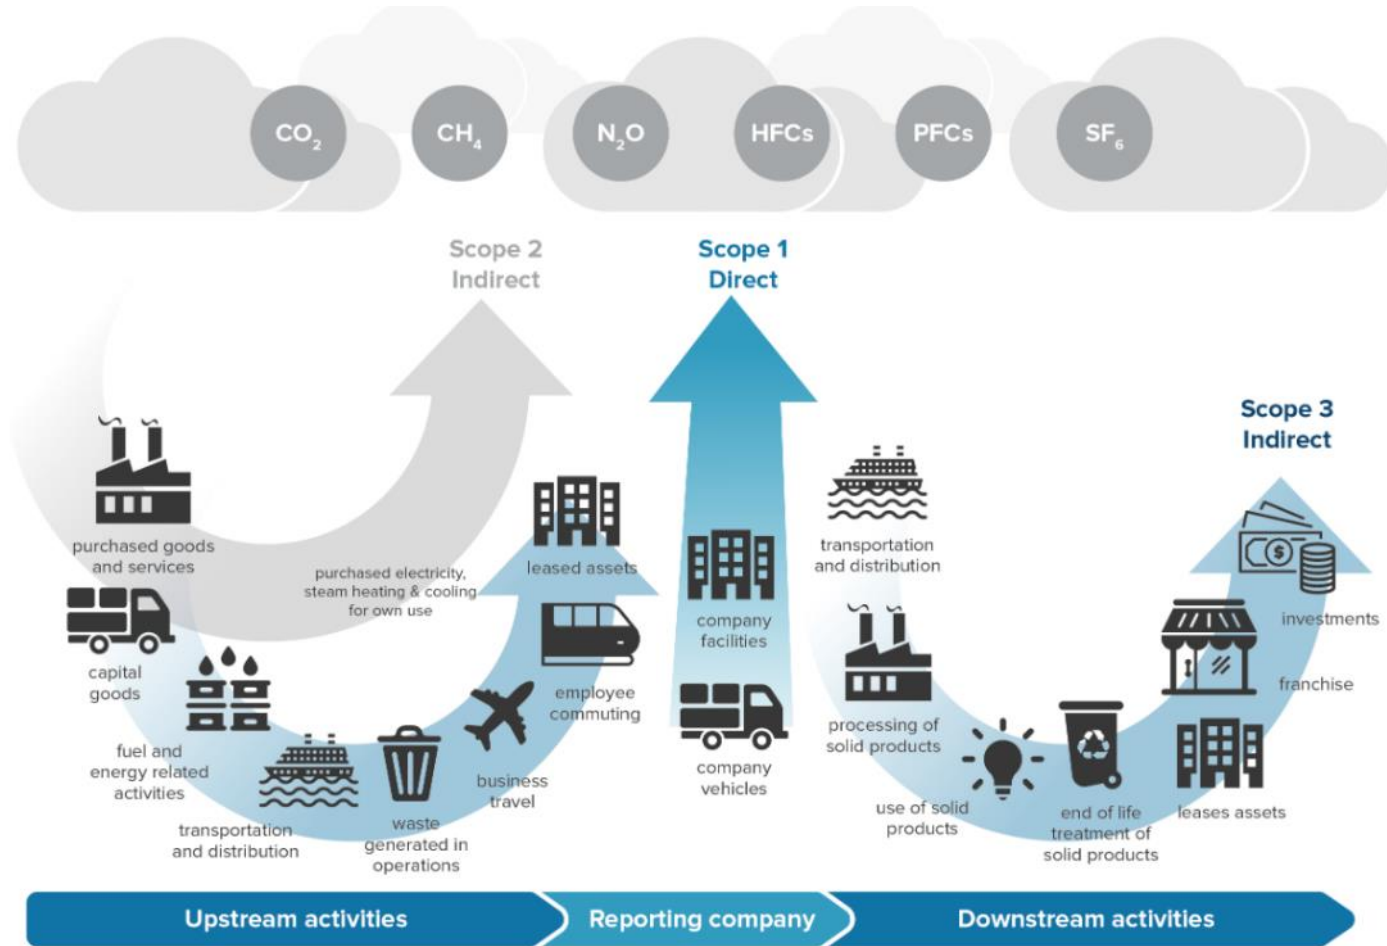 CO₂
CH₄
N₂O
HFCs
PFCs
SF₆
Scope 2
Indirect
Scope 1
Direct
Scope 3
Indirect
purchased goods
and services
capital
goods
fuel and
energy related
activities
transportation
and distribution
waste
generated in
operations
business
travel
employee
commuting
leased assets
purchased electricity,
steam heating & cooling
for own use
company
facilities
company
vehicles
transportation
and distribution
processing of
solid products
use of solid
products
end of life
treatment of
solid products
leases assets
franchise
$
investments
Upstream activities
Reporting company
Downstream activities